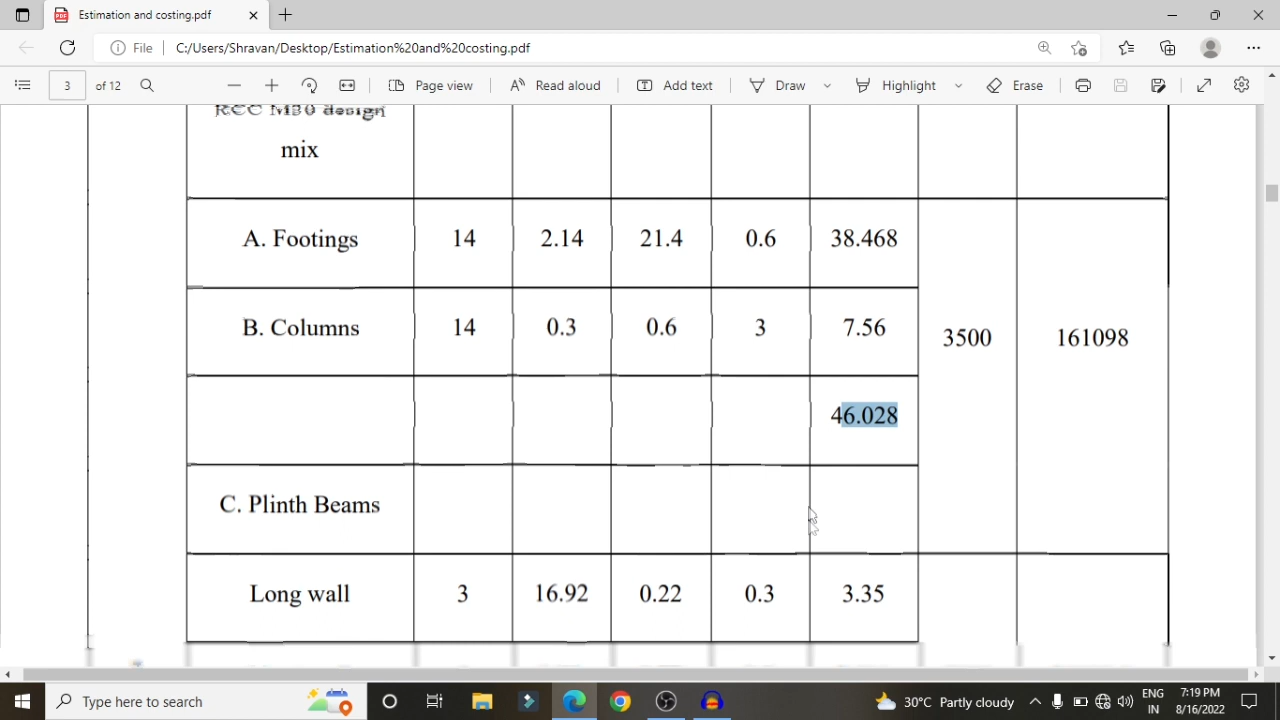 Estimation and costing.pdf
File
C:/Users/Shravan/Desktop/Estimation%20and%20costing.pdf
3 of 12
Page view
Read aloud
Add text
Draw
Highlight
Erase
RCC M30 design
mix
A. Footings 14 2.14 21.4 0.6 38.468
B. Columns 14 0.3 0.6 3 7.56
3500 161098
46.028
C. Plinth Beams
Long wall 3 16.92 0.22 0.3 3.35
Type here to search
30°C Partly cloudy
ENG
IN
7:19 PM
8/16/2022